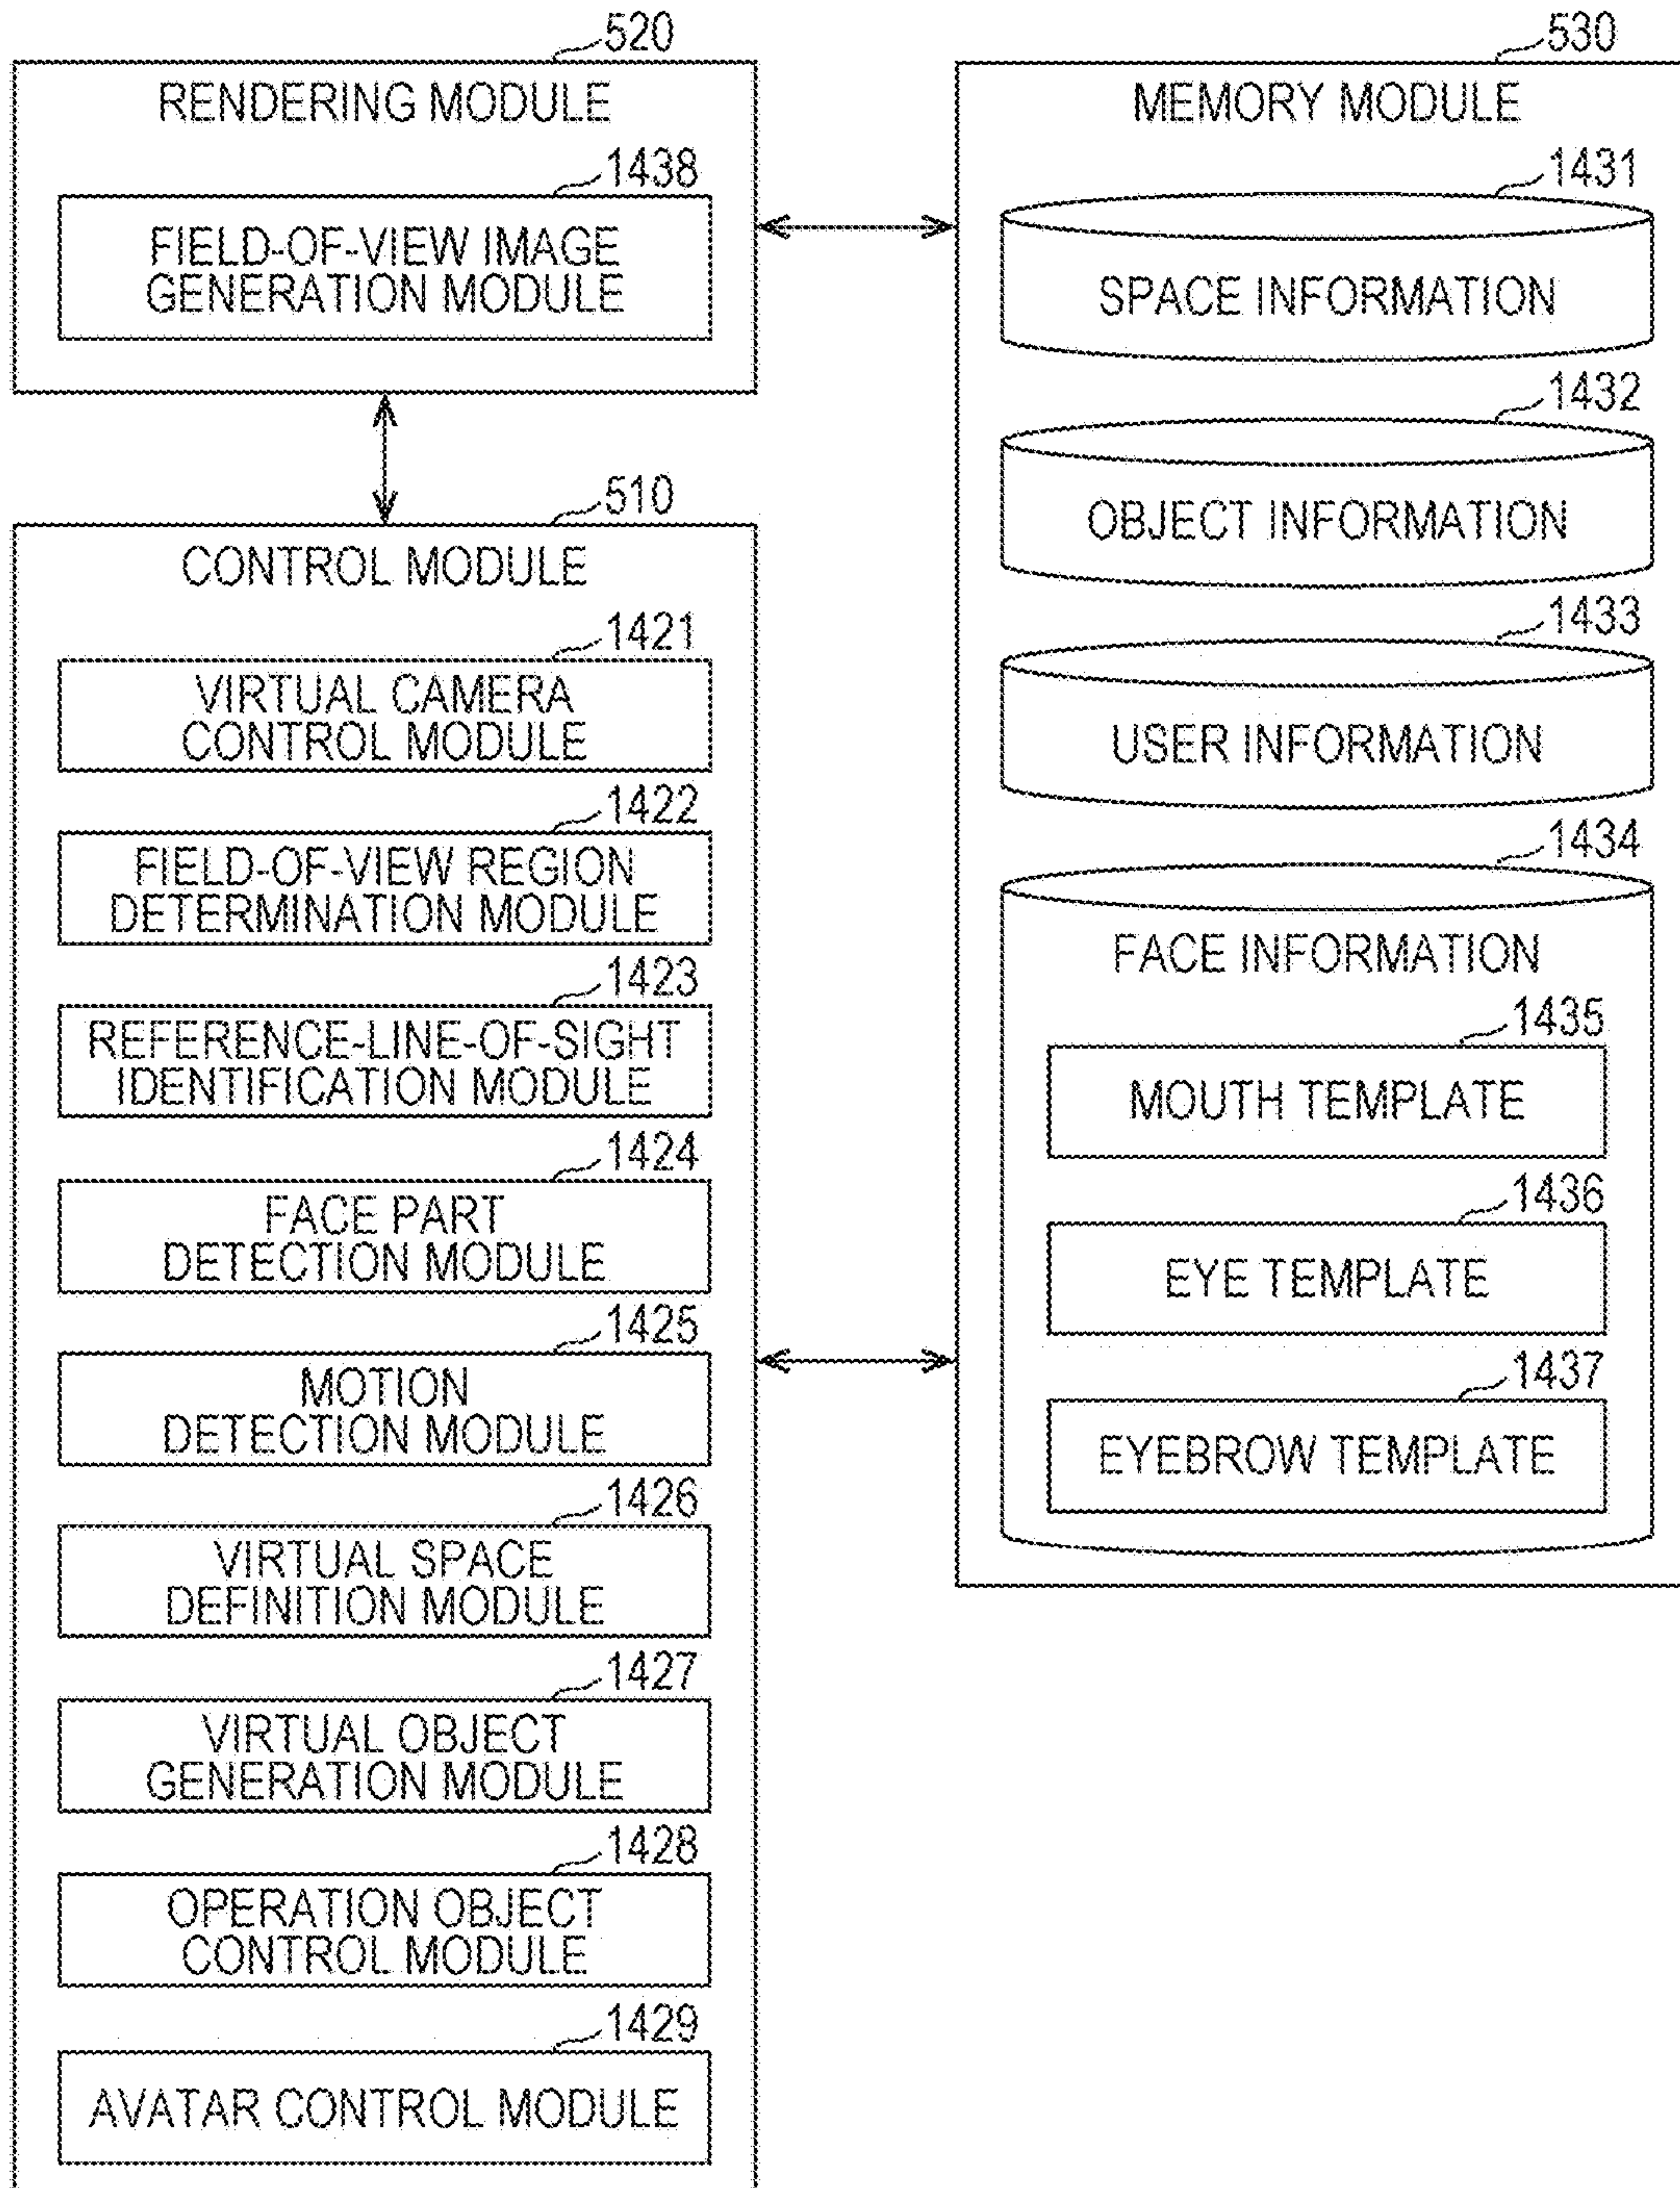 520
RENDERING MODULE
1438
FIELD-OF-VIEW IMAGE
GENERATION MODULE
510
CONTROL MODULE
1421
VIRTUAL CAMERA
CONTROL MODULE
1422
FIELD-OF-VIEW REGION
DETERMINATION MODULE
1423
REFERENCE-LINE-OF-SIGHT
IDENTIFICATION MODULE
1424
FACE PART
DETECTION MODULE
1425
MOTION
DETECTION MODULE
1426
VIRTUAL SPACE
DEFINITION MODULE
1427
VIRTUAL OBJECT
GENERATION MODULE
1428
OPERATION OBJECT
CONTROL MODULE
1429
AVATAR CONTROL MODULE
530
MEMORY MODULE
1431
SPACE INFORMATION
1432
OBJECT INFORMATION
1433
USER INFORMATION
1434
FACE INFORMATION
1435
MOUTH TEMPLATE
1436
EYE TEMPLATE
1437
EYEBROW TEMPLATE